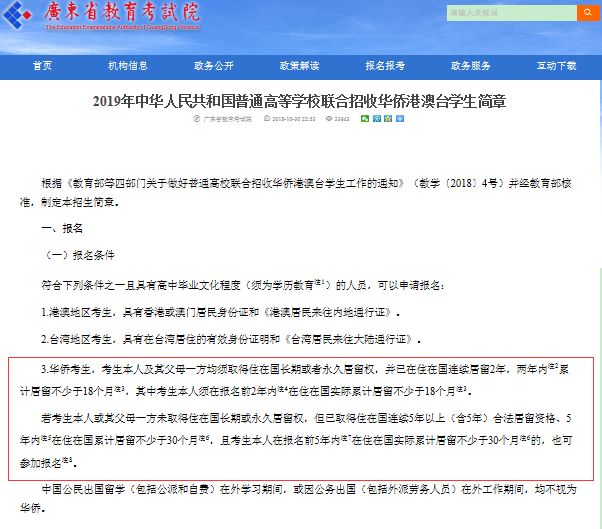 廣東省教育考試院
The Education Examinations Authority of GuangDong Province
请输入关键词
首页 机构信息 政务公开 政策解读 报名报考 政务服务 互动下载
2019年中华人民共和国普通高等学校联合招收华侨港澳台学生简章
广东省教育考试院 2018-10-30 22:53 33643
根据《教育部等四部门关于做好普通高校联合招收华侨港澳台学生工作的通知》（教学〔2018〕4号）并经教育部核
准，制定本招生简章。
一、报名
（一）报名条件
符合下列条件之一且具有高中毕业文化程度（须为学历教育注1）的人员，可以申请报名：
1.港澳地区考生，具有香港或澳门居民身份证和《港澳居民来往内地通行证》。
2.台湾地区考生，具有在台湾居住的有效身份证明和《台湾居民来往大陆通行证》。
3.华侨考生，考生本人及其父母一方均须取得住在国长期或者永久居留权，并已在住在国连续居留2年，两年内注2累
计居留不少于18个月注3，其中考生本人须在报名前2年内注4在住在国实际累计居留不少于18个月注3。
若考生本人或其父母一方未取得住在国长期或永久居留权，但已取得住在国连续5年以上（含5年）合法居留资格、5
年内注5在住在国累计居留不少于30个月注6，且考生本人在报名前5年内注7在住在国实际累计居留不少于30个月注6的，也可
参加报名注8。
中国公民出国留学（包括公派和自费）在外学习期间，或因公务出国（包括外派劳务人员）在外工作期间，均不视为
华侨。